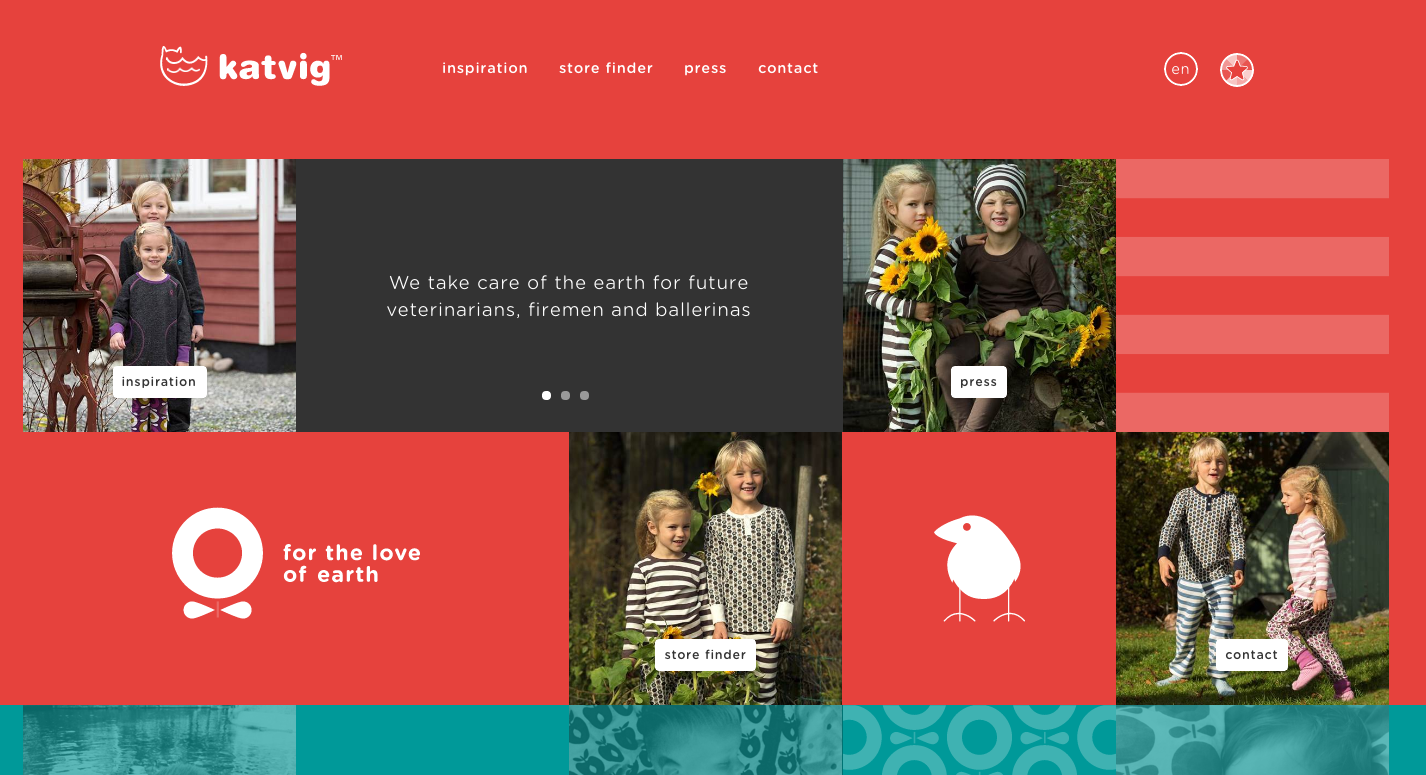 katvig™
inspiration
store finder
press
contact
en
We take care of the earth for future
veterinarians, firemen and ballerinas
inspiration
press
for the love
of earth
store finder
contact